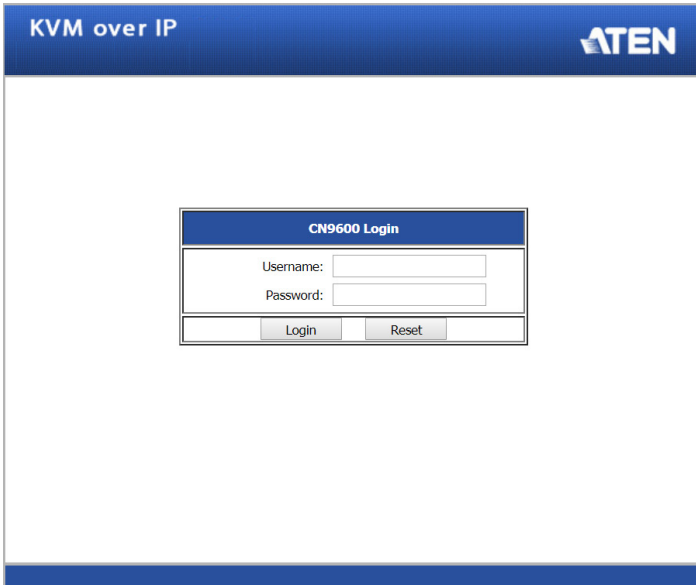 KVM over IP
ATEN
CN9600 Login
Username:
Password:
Login Reset